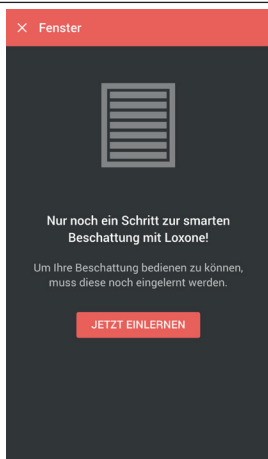 × Fenster
Nur noch ein Schritt zur smarten
Beschattung mit Loxone!
Um Ihre Beschattung bedienen zu können,
muss diese noch eingelernt werden.
JETZT EINLERNEN